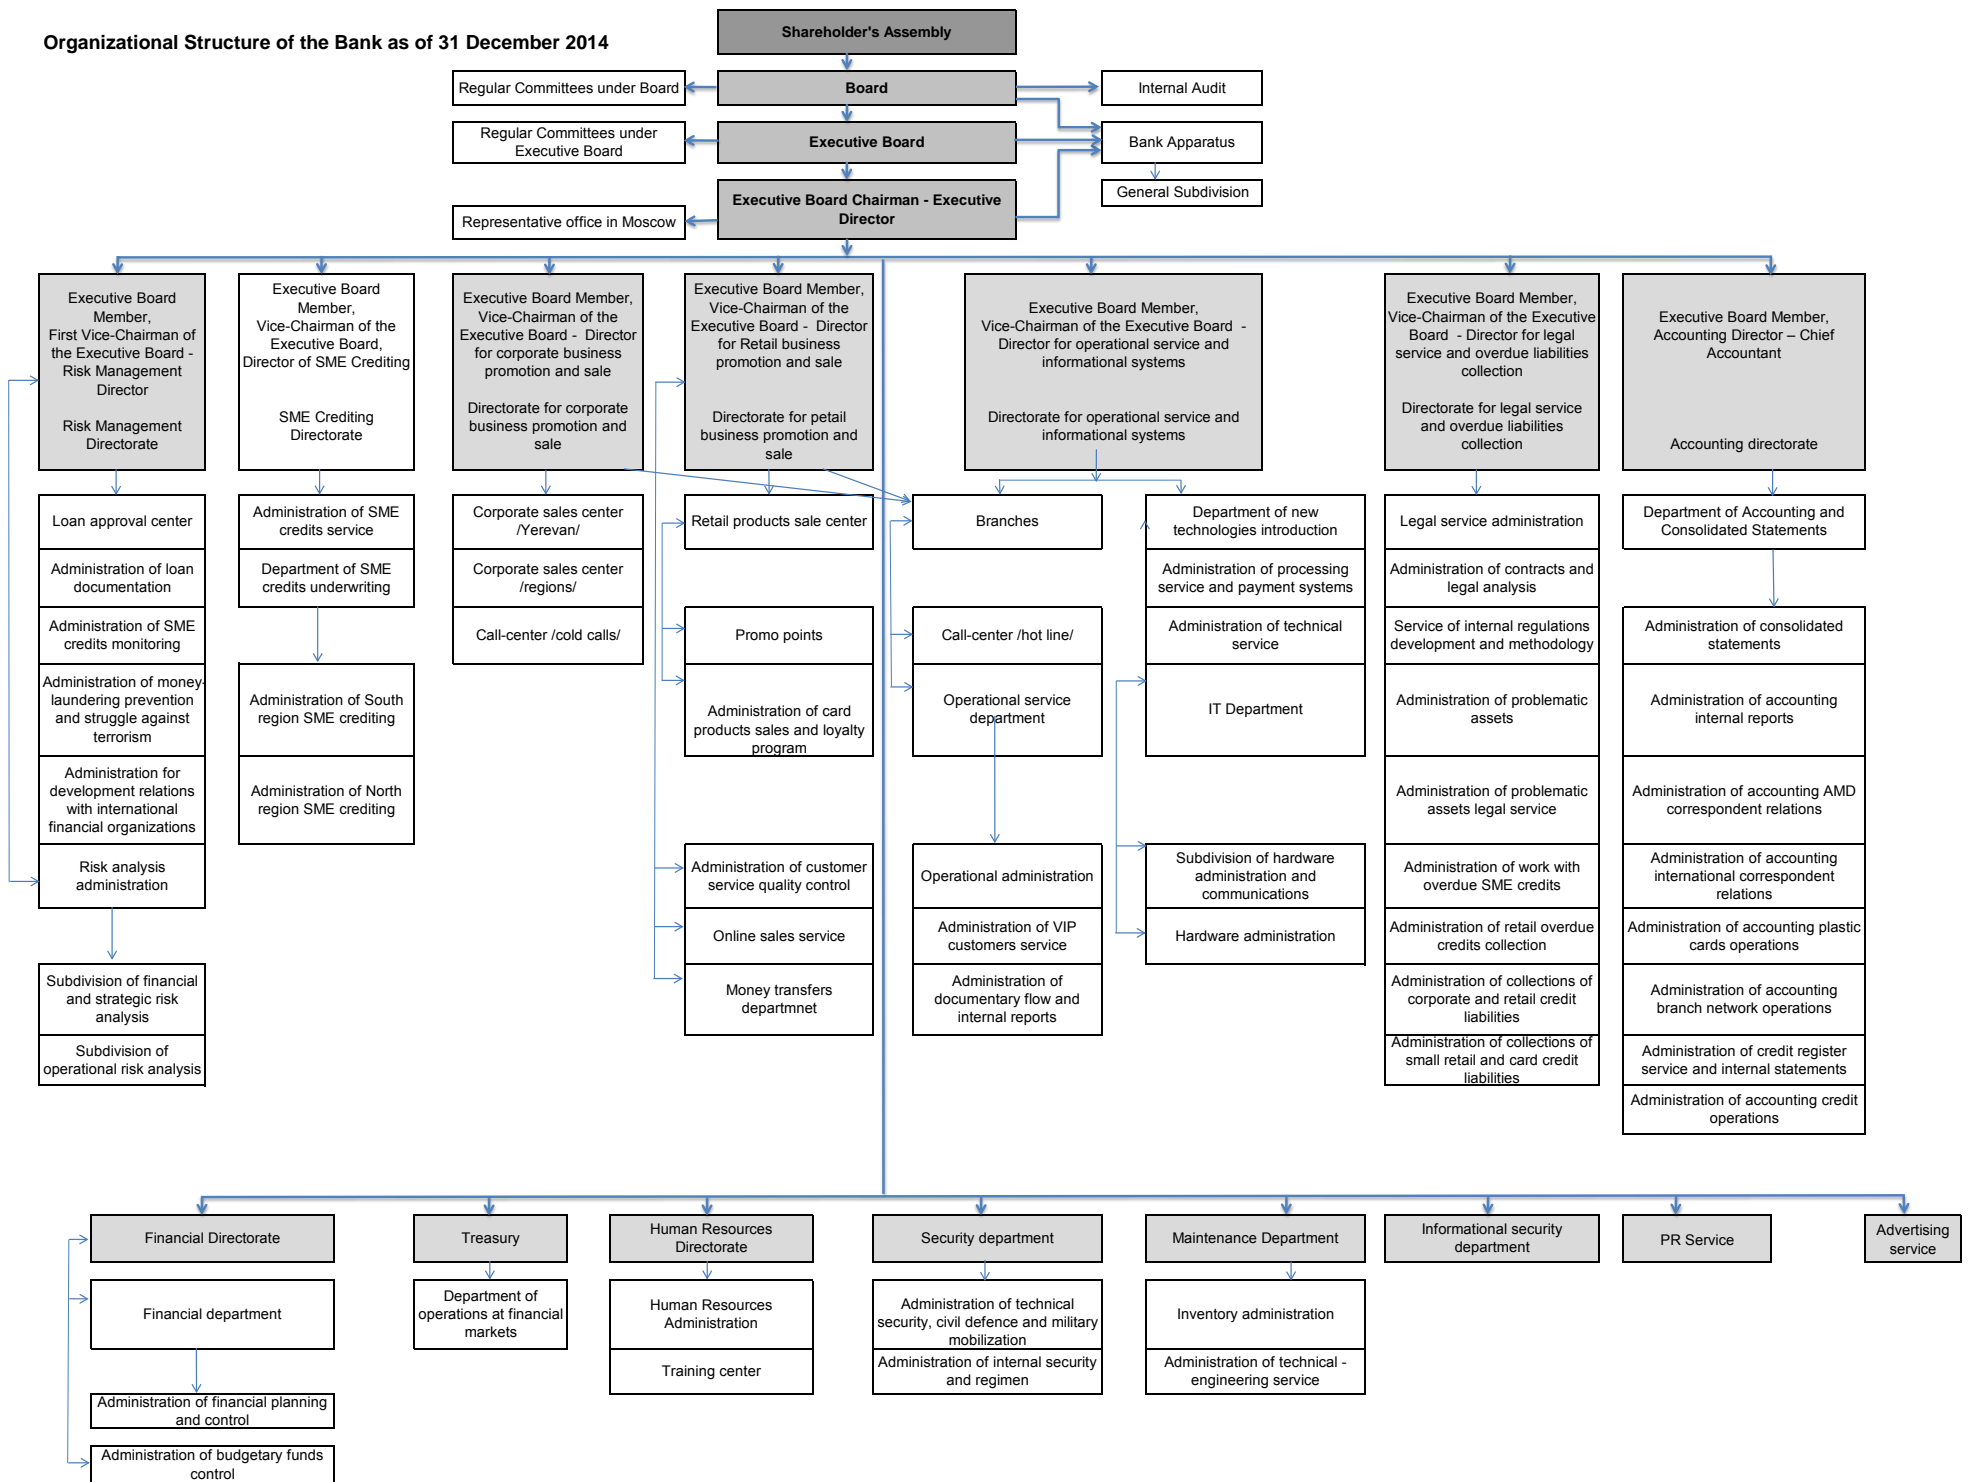 Organizational Structure of the Bank as of 31 December 2014
Shareholder's Assembly
Regular Committees under Board
Board
Internal Audit
Regular Committees under
Executive Board
Executive Board
Bank Apparatus
General Subdivision
Executive Board Chairman - Executive
Director
Representative office in Moscow
Executive Board
Member,
First Vice-Chairman of
the Executive Board -
Risk Management
Director
Risk Management
Directorate
Executive Board
Member,
Vice-Chairman of the
Executive Board,
Director of SME Crediting
SME Crediting
Directorate
Executive Board Member,
Vice-Chairman of the
Executive Board - Director
for corporate business
promotion and sale
Directorate for corporate
business promotion and
sale
Executive Board Member,
Vice-Chairman of the
Executive Board - Director
for Retail business
promotion and sale
Directorate for petail
business promotion and
sale
Executive Board Member,
Vice-Chairman of the Executive Board -
Director for operational service and
informational systems
Directorate for operational service and
informational systems
Executive Board Member,
Vice-Chairman of the Executive
Board - Director for legal
service and overdue liabilities
collection
Directorate for legal service
and overdue liabilities
collection
Executive Board Member,
Accounting Director – Chief
Accountant
Accounting directorate
Loan approval center
Administration of loan
documentation
Administration of SME
credits monitoring
Administration of money-
laundering prevention
and struggle against
terrorism
Administration for
development relations
with international
financial organizations
Risk analysis
administration
Subdivision of financial
and strategic risk
analysis
Subdivision of
operational risk analysis
Administration of SME
credits service
Department of SME
credits underwriting
Administration of South
region SME crediting
Administration of North
region SME crediting
Corporate sales center
/Yerevan/
Corporate sales center
/regions/
Call-center /cold calls/
Retail products sale center
Promo points
Administration of card
products sales and loyalty
program
Administration of customer
service quality control
Online sales service
Money transfers
departmnet
Branches
Call-center /hot line/
Operational service
department
Operational administration
Administration of VIP
customers service
Administration of
documentary flow and
internal reports
Department of new
technologies introduction
Administration of processing
service and payment systems
Administration of technical
service
IT Department
Subdivision of hardware
administration and
communications
Hardware administration
Legal service administration
Administration of contracts and
legal analysis
Service of internal regulations
development and methodology
Administration of problematic
assets
Administration of problematic
assets legal service
Administration of work with
overdue SME credits
Administration of retail overdue
credits collection
Administration of collections of
corporate and retail credit
liabilities
Administration of collections of
small retail and card credit
liabilities
Department of Accounting and
Consolidated Statements
Administration of consolidated
statements
Administration of accounting
internal reports
Administration of accounting AMD
correspondent relations
Administration of accounting
international correspondent
relations
Administration of accounting plastic
cards operations
Administration of accounting
branch network operations
Administration of credit register
service and internal statements
Administration of accounting credit
operations
Financial Directorate
Financial department
Administration of financial planning
and control
Administration of budgetary funds
control
Treasury
Department of
operations at financial
markets
Human Resources
Directorate
Human Resources
Administration
Training center
Security department
Administration of technical
security, civil defence and military
mobilization
Administration of internal security
and regimen
Maintenance Department
Inventory administration
Administration of technical -
engineering service
Informational security
department
PR Service
Advertising
service